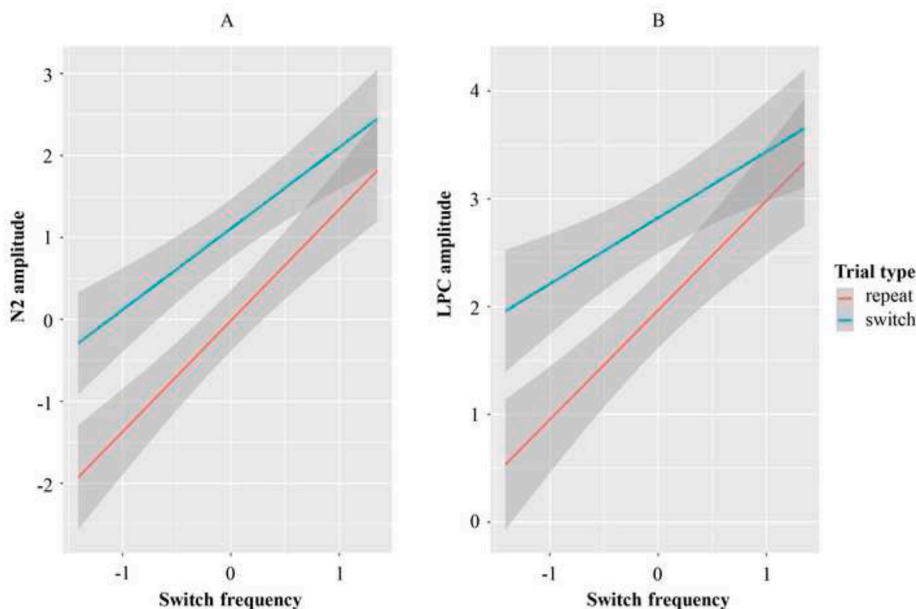 A
B
N2 amplitude
3
2
1
0
-1
-2
-1
0
1
Switch frequency
LPC amplitude
4
3
2
1
0
-1
0
1
Switch frequency
Trial type
repeat
switch